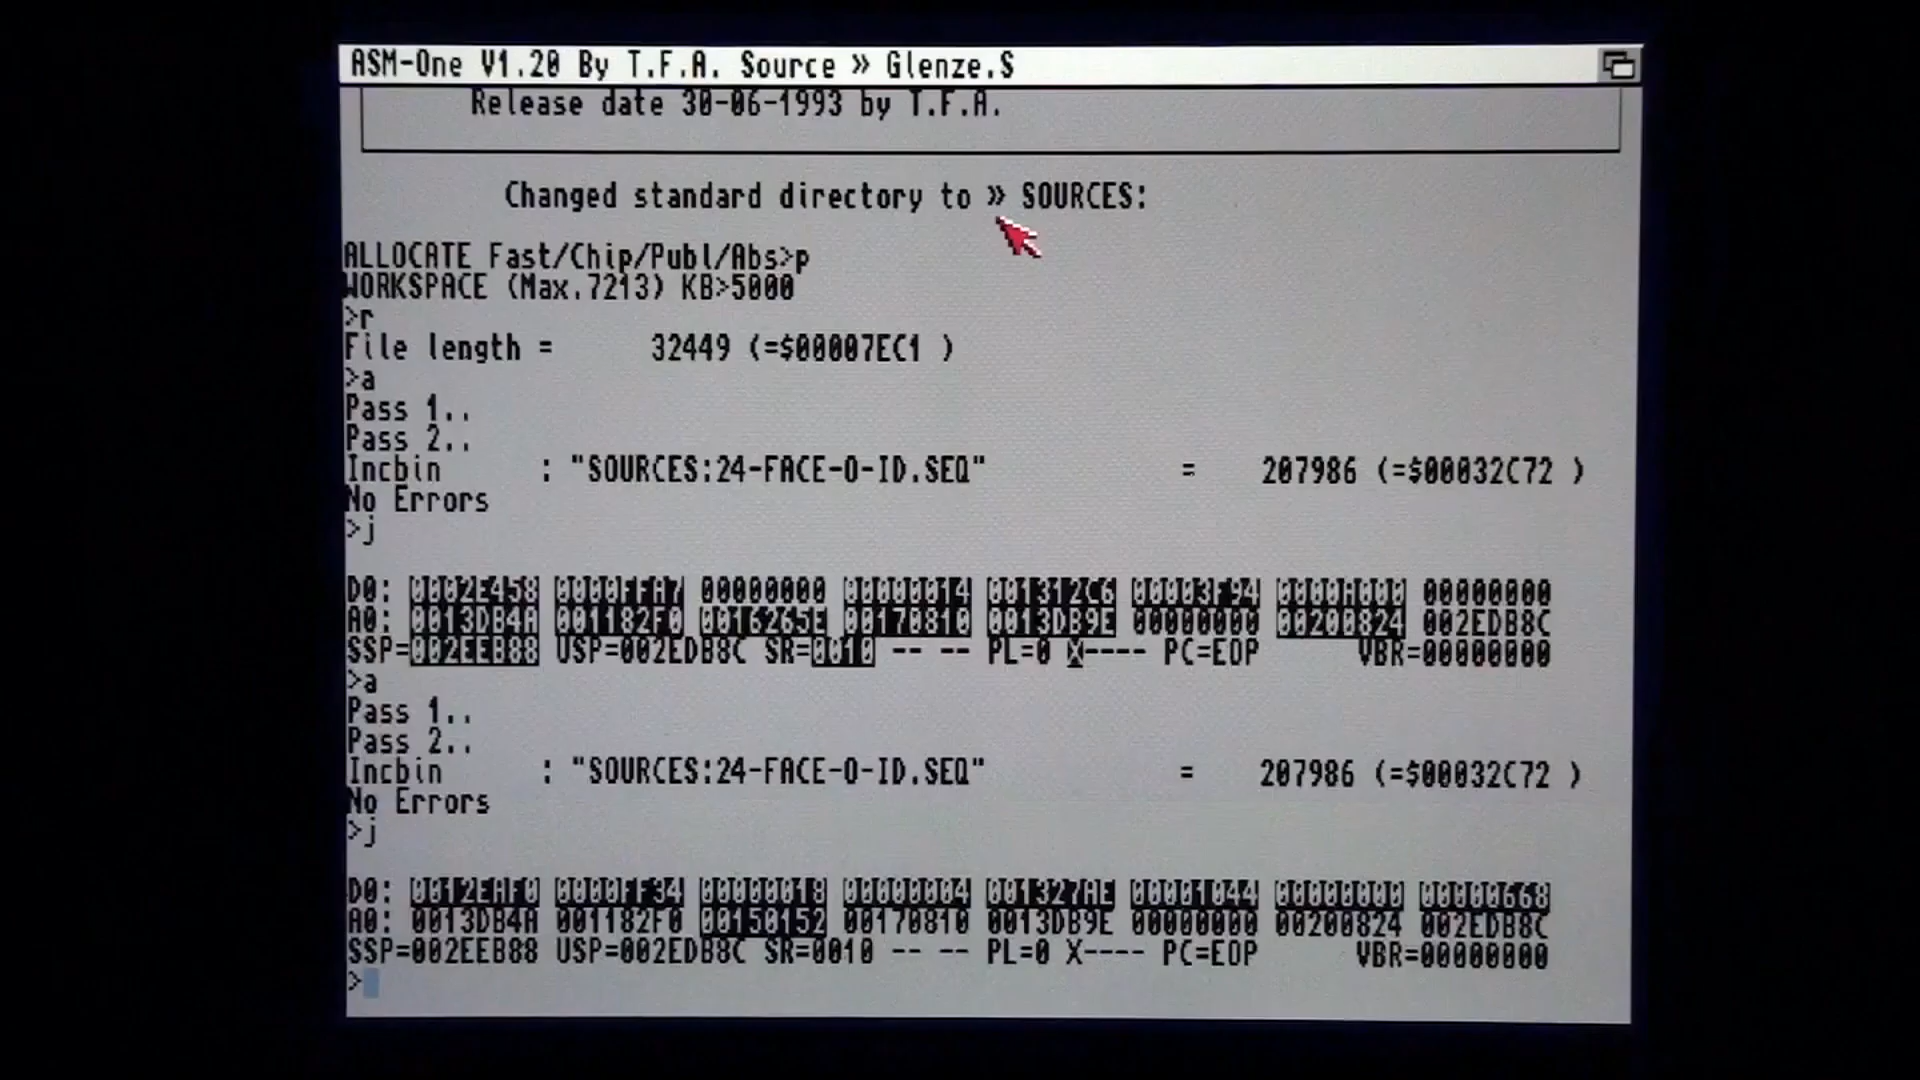 ASM-One V1.20 By T.F.A. Source » Glenze.S
Release date 30-06-1993 by T.F.A.
Changed standard directory to » SOURCES:
ALLOCATE Fast/Chip/Publ/Abs>p
WORKSPACE (Max.7213) KB>5000
>r
File length =      32449 (=$00007EC1 )
>a
Pass 1..
Pass 2..
Incbin      : "SOURCES:24-FACE-O-ID.SEQ"            =    207986 (=$00032C72 )
No Errors
>j
D0: 0002E458 0000FFA7 00000000 00000014 001312C6 00003F94 0000A000 00000000
A0: 0013DB4A 001182F0 0016265E 00170810 0013DB9E 00000000 00200824 002EDB8C
SSP=002EEB88 USP=002EDB8C SR=0010 -- -- PL=0 X---- PC=EOP      VBR=00000000
>a
Pass 1..
Pass 2..
Incbin      : "SOURCES:24-FACE-O-ID.SEQ"            =    207986 (=$00032C72 )
No Errors
>j
D0: 0012EAF0 0000FF34 00000018 00000004 001327AE 00001044 00000000 00000668
A0: 0013DB4A 001182F0 00150152 00170810 0013DB9E 00000000 00200824 002EDB8C
SSP=002EEB88 USP=002EDB8C SR=0010 -- -- PL=0 X---- PC=EOP      VBR=00000000
>